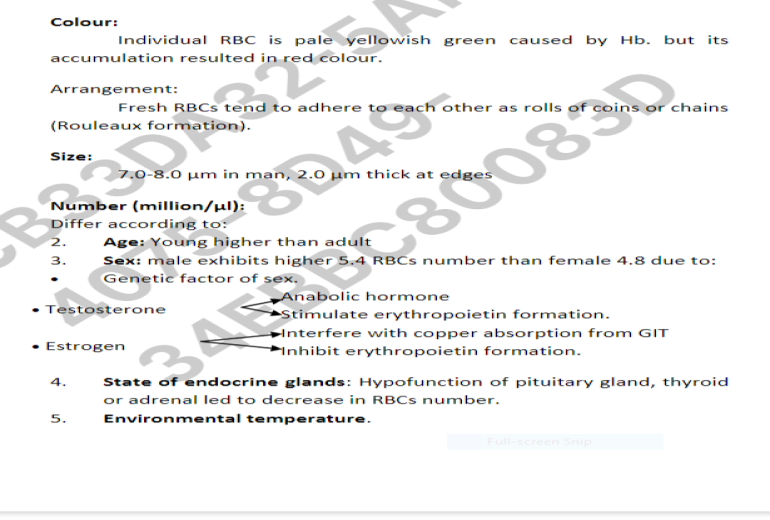 Colour:
Individual RBC is pale yellowish green caused by Hb. but its
accumulation resulted in red colour.
Arrangement:
Fresh RBCs tend to adhere to each other as rolls of coins or chains
(Rouleaux formation).
Size:
7.0-8.0 µm in man, 2.0 µm thick at edges
Number (million/µl):
Differ according to:
2. Age: Young higher than adult
3. Sex: male exhibits higher 5.4 RBCs number than female 4.8 due to:
• Genetic factor of sex.
Anabolic hormone
• Testosterone
Stimulate erythropoietin formation.
Interfere with copper absorption from GIT
• Estrogen
Inhibit erythropoietin formation.
4. State of endocrine glands: Hypofunction of pituitary gland, thyroid
or adrenal led to decrease in RBCs number.
5. Environmental temperature.
Full-screen Snip
4075-8D49-
34EBBC80083D